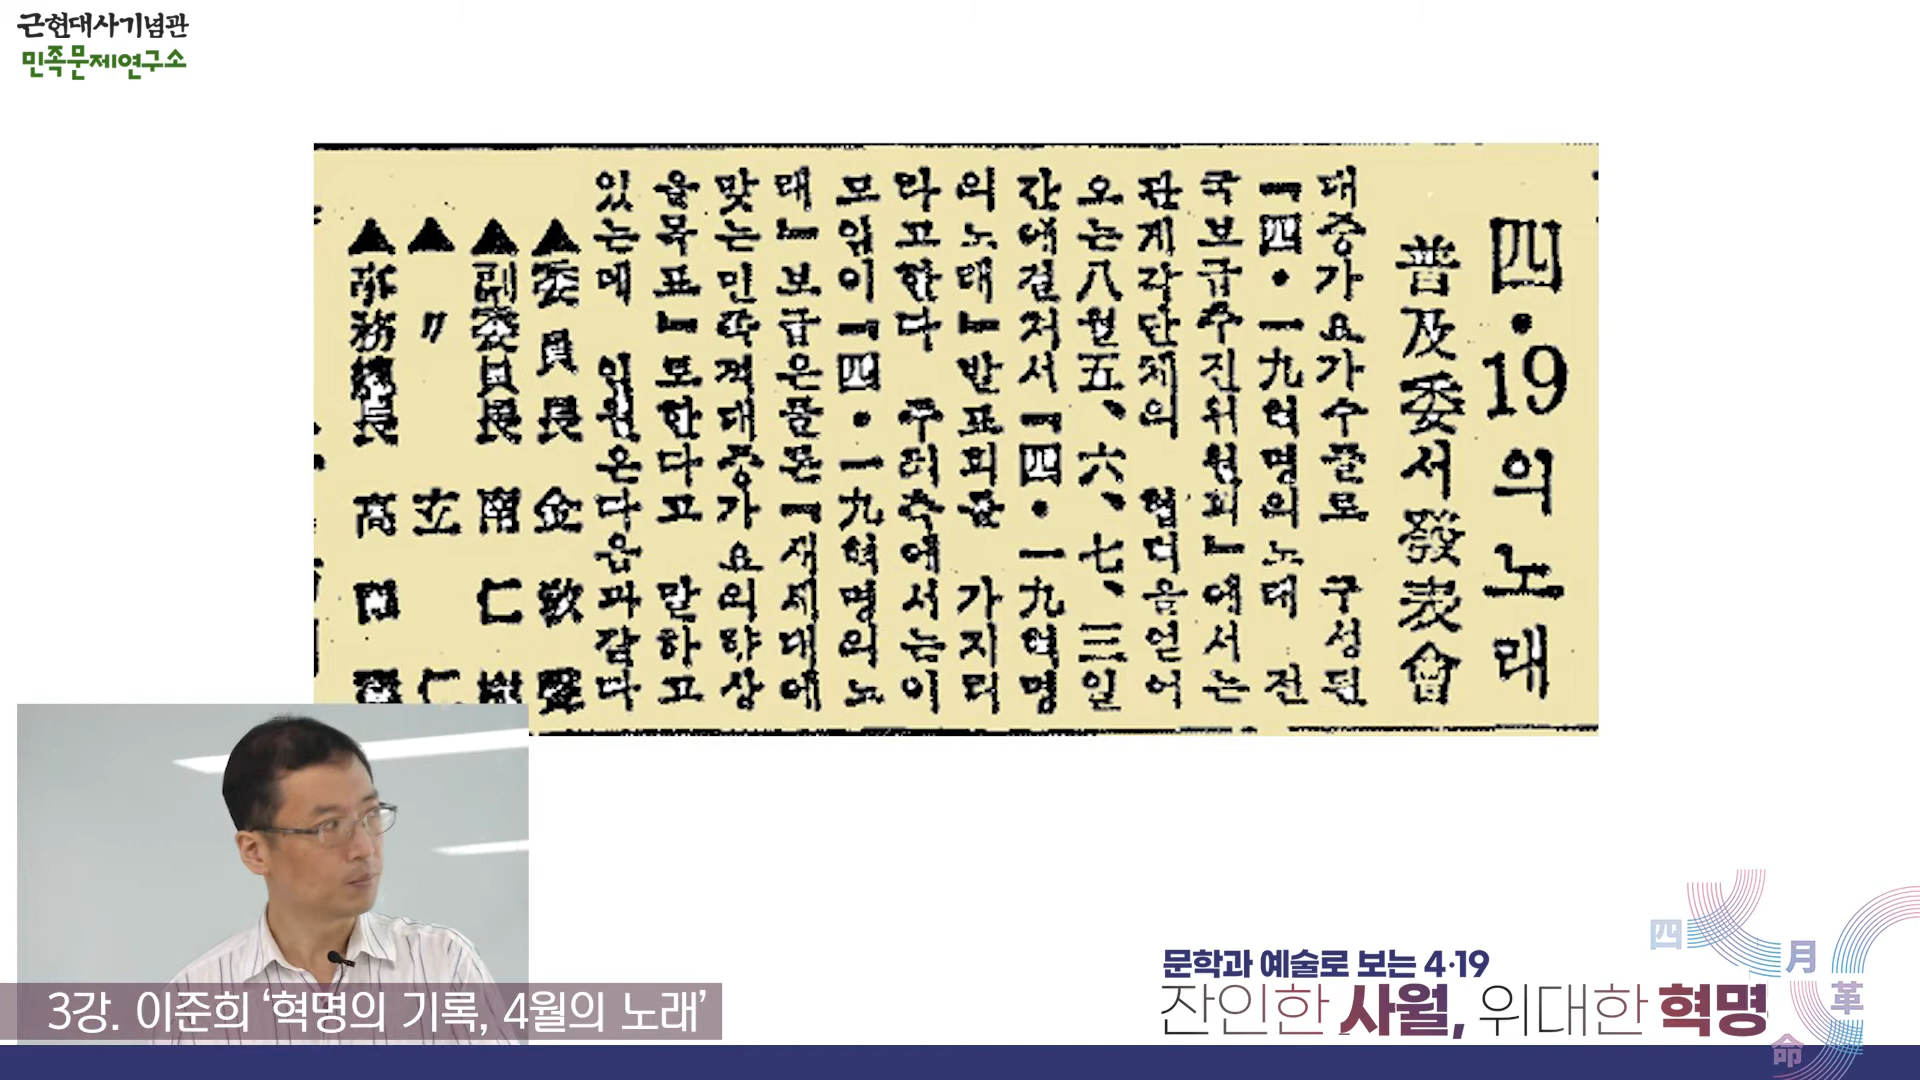 근현대사기념관
민족문제연구소
四·19의노래
普及委서發表會
대중가요가수들로 구성된
「四·一九혁명의노래 전
국보급추진위원회」에서는
관계각단체의 협력을얻어
오는八월五、六、七、三일
간에걸처서「四·一九혁명
의노래」발표회를 가지리
라고한다 주최측에서는이
모임이「四·一九혁명의노
래」보급은물론「새세대에
맞는민족적대중가요의향상
을목표」로한다고 말하고
있는데 임원은다음과같다
▲委員長 金敏
▲副委員長 南仁樹
▲〃
▲ 務總長 高
3강. 이준희 ‘혁명의 기록, 4월의 노래’
문학과 예술로 보는 4·19
잔인한 사월, 위대한 혁명
四
月
革
命